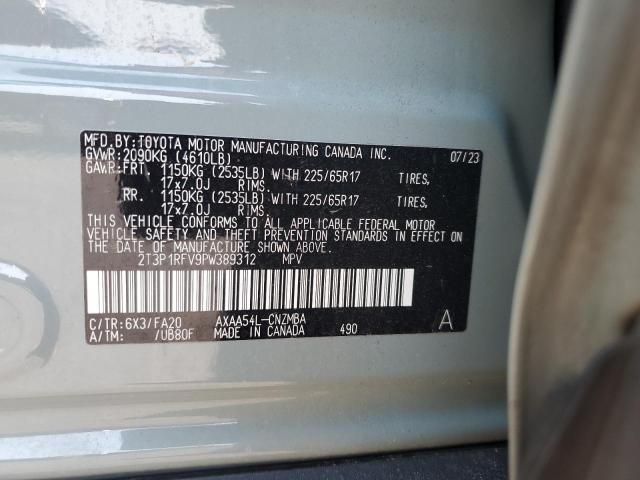 MFD.BY:TOYOTA MOTOR MANUFACTURING CANADA INC. 07/23
GVWR:2090KG (4610LB)
GAWR:FRT. 1150KG (2535LB) WITH 225/65R17 TIRES,
17x7.0J RIMS,
RR. 1150KG (2535LB) WITH 225/65R17 TIRES,
17x7.0J RIMS,
THIS VEHICLE CONFORMS TO ALL APPLICABLE FEDERAL MOTOR
VEHICLE SAFETY AND THEFT PREVENTION STANDARDS IN EFFECT
ON THE DATE OF MANUFACTURE SHOWN ABOVE.
2T3P1RFV9PW389312 MPV
C/TR:6X3/FA20 AXAA54L-CNZMBA
A/TM: /UB80F MADE IN CANADA 490 A